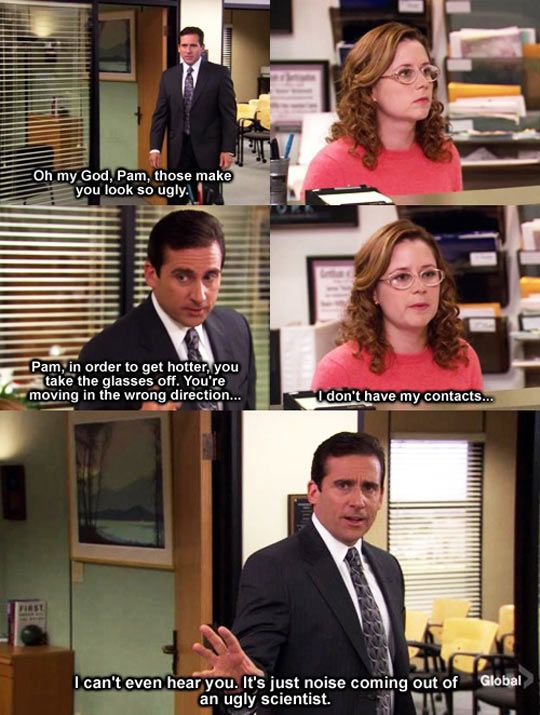 Oh my God, Pam, those make
you look so ugly.
Pam, in order to get hotter, you
take the glasses off. You're
moving in the wrong direction...
I don't have my contacts...
FIRST
I can't even hear you. It's just noise coming out of
an ugly scientist.
Global